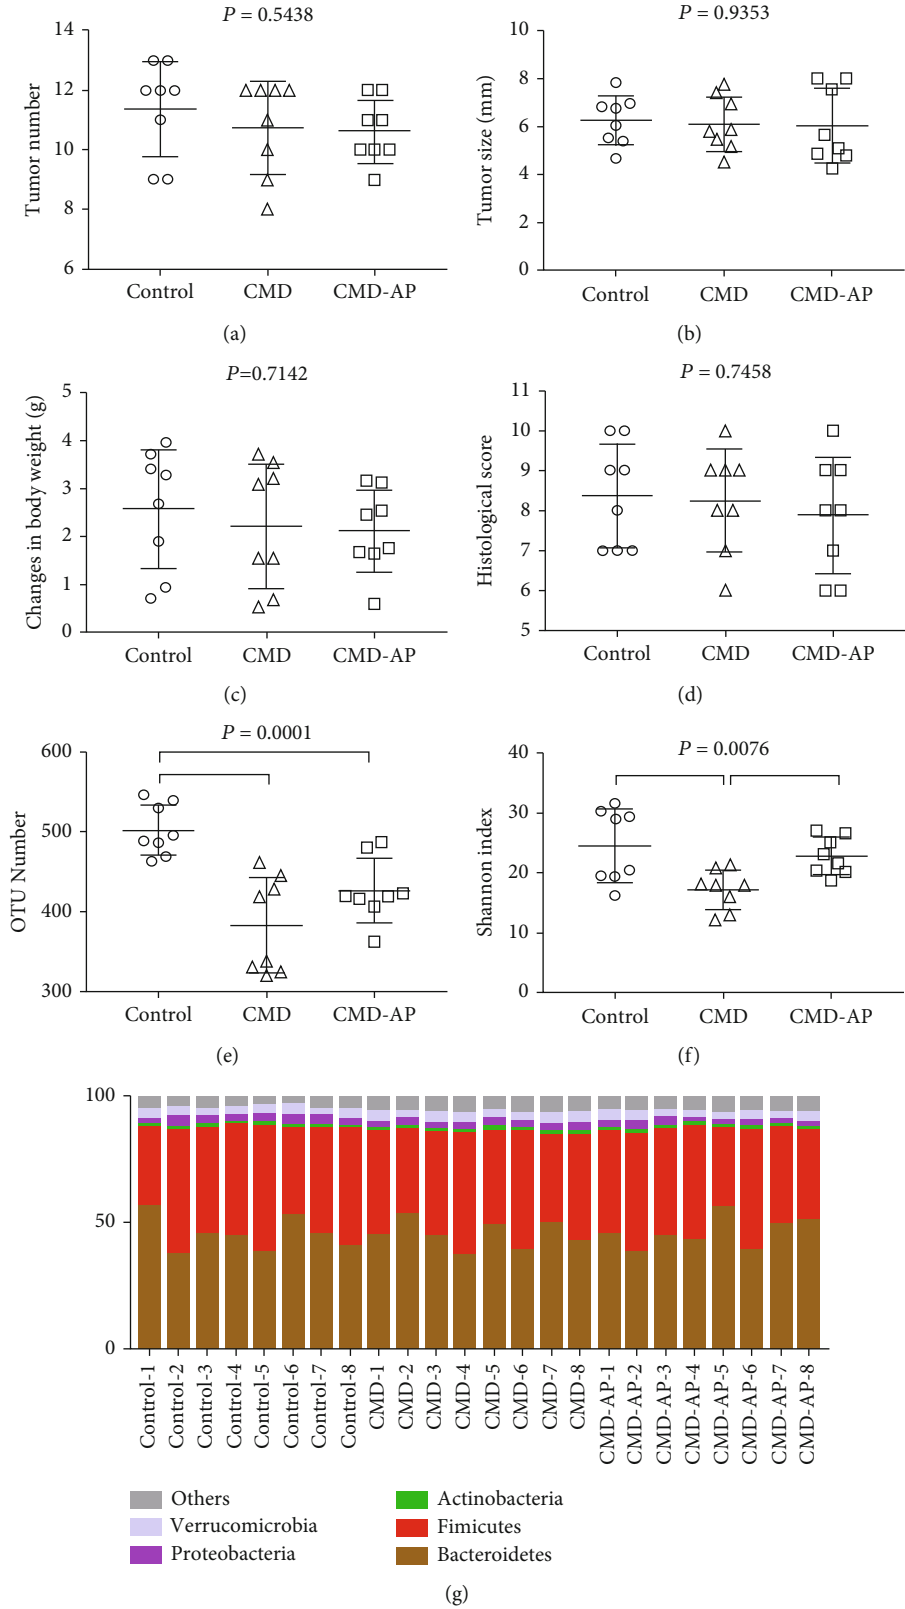 P = 0.5438
14
12
10
8
6
Tumor number
Control
CMD
CMD-AP
(a)
P = 0.9353
10
8
6
4
2
0
Tumor size (mm)
Control
CMD
CMD-AP
(b)
P=0.7142
5
4
3
2
1
0
Changes in body weight (g)
Control
CMD
CMD-AP
(c)
P = 0.7458
11
10
9
8
7
6
5
Histological score
Control
CMD
CMD-AP
(d)
P = 0.0001
600
500
400
300
OTU Number
Control
CMD
CMD-AP
(e)
P = 0.0076
40
30
20
10
0
Shannon index
Control
CMD
CMD-AP
(f)
100
50
0
Control-1
Control-2
Control-3
Control-4
Control-5
Control-6
Control-7
Control-8
CMD-1
CMD-2
CMD-3
CMD-4
CMD-5
CMD-6
CMD-7
CMD-8
CMD-AP-1
CMD-AP-2
CMD-AP-3
CMD-AP-4
CMD-AP-5
CMD-AP-6
CMD-AP-7
CMD-AP-8
Others
Verrucomicrobia
Proteobacteria
Actinobacteria
Fimicutes
Bacteroidetes
(g)